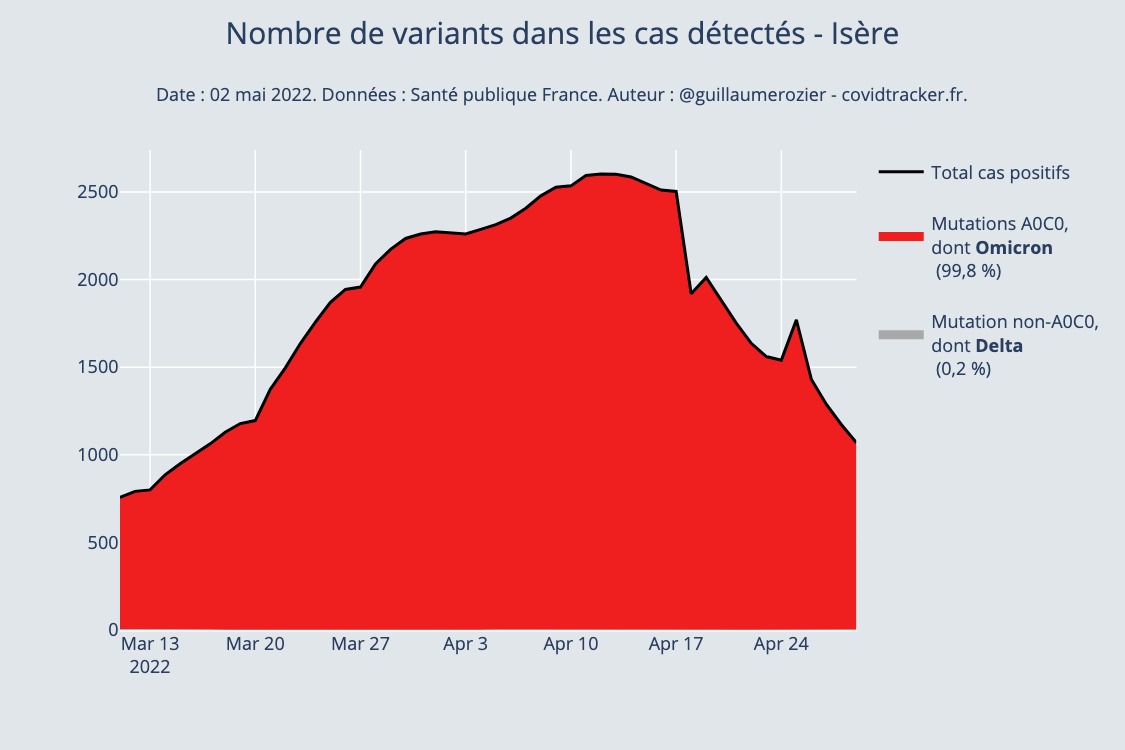 Nombre de variants dans les cas détectés - Isère
Date : 02 mai 2022. Données : Santé publique France. Auteur : @guillaumerozier - covidtracker.fr.
2500
2000
1500
1000
500
0
Mar 13
2022
Mar 20
Mar 27
Apr 3
Apr 10
Apr 17
Apr 24
Total cas positifs
Mutations A0C0,
dont Omicron
(99,8 %)
Mutation non-A0C0,
dont Delta
(0,2 %)